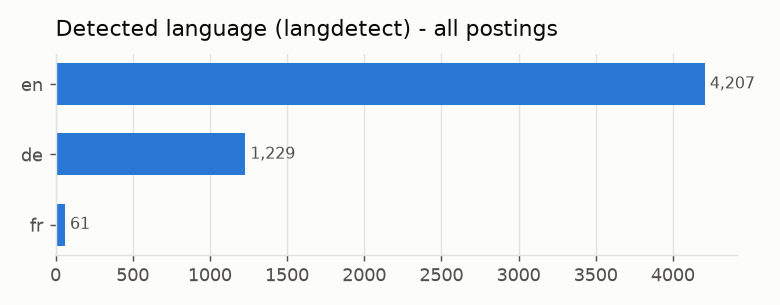 Detected language (langdetect) - all postings
en 4,207
de 1,229
fr 61
0 500 1000 1500 2000 2500 3000 3500 4000